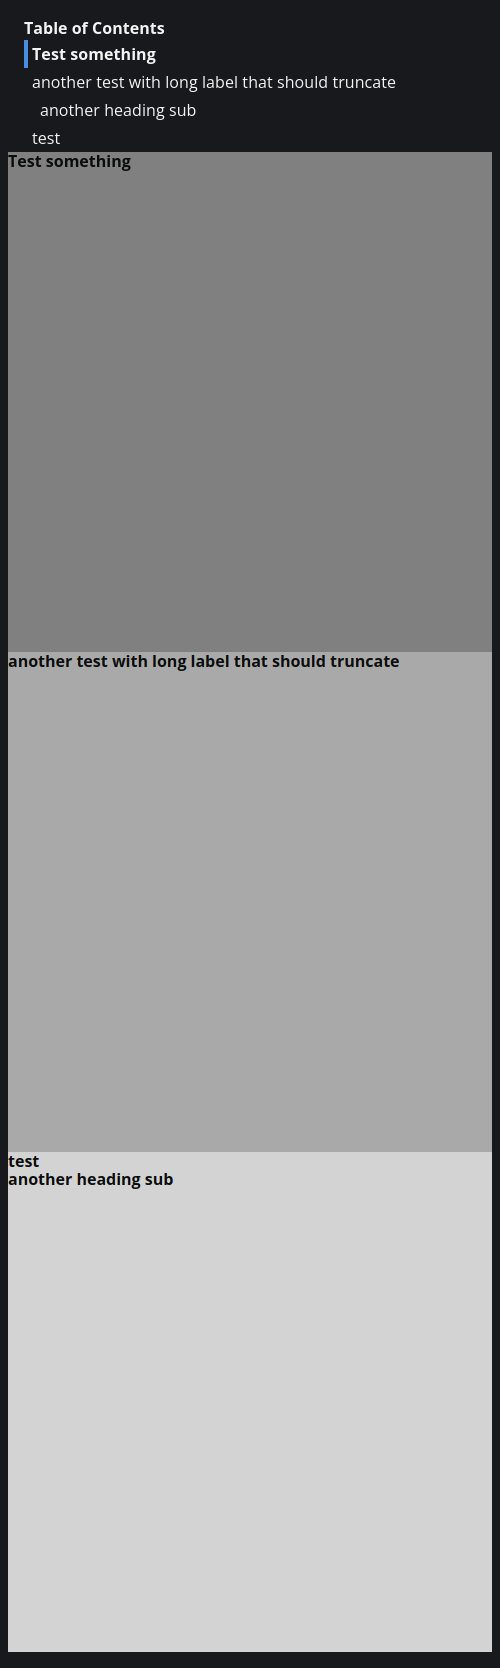 Table of Contents
Test something
another test with long label that should truncate
another heading sub
test
Test something
another test with long label that should truncate
test
another heading sub